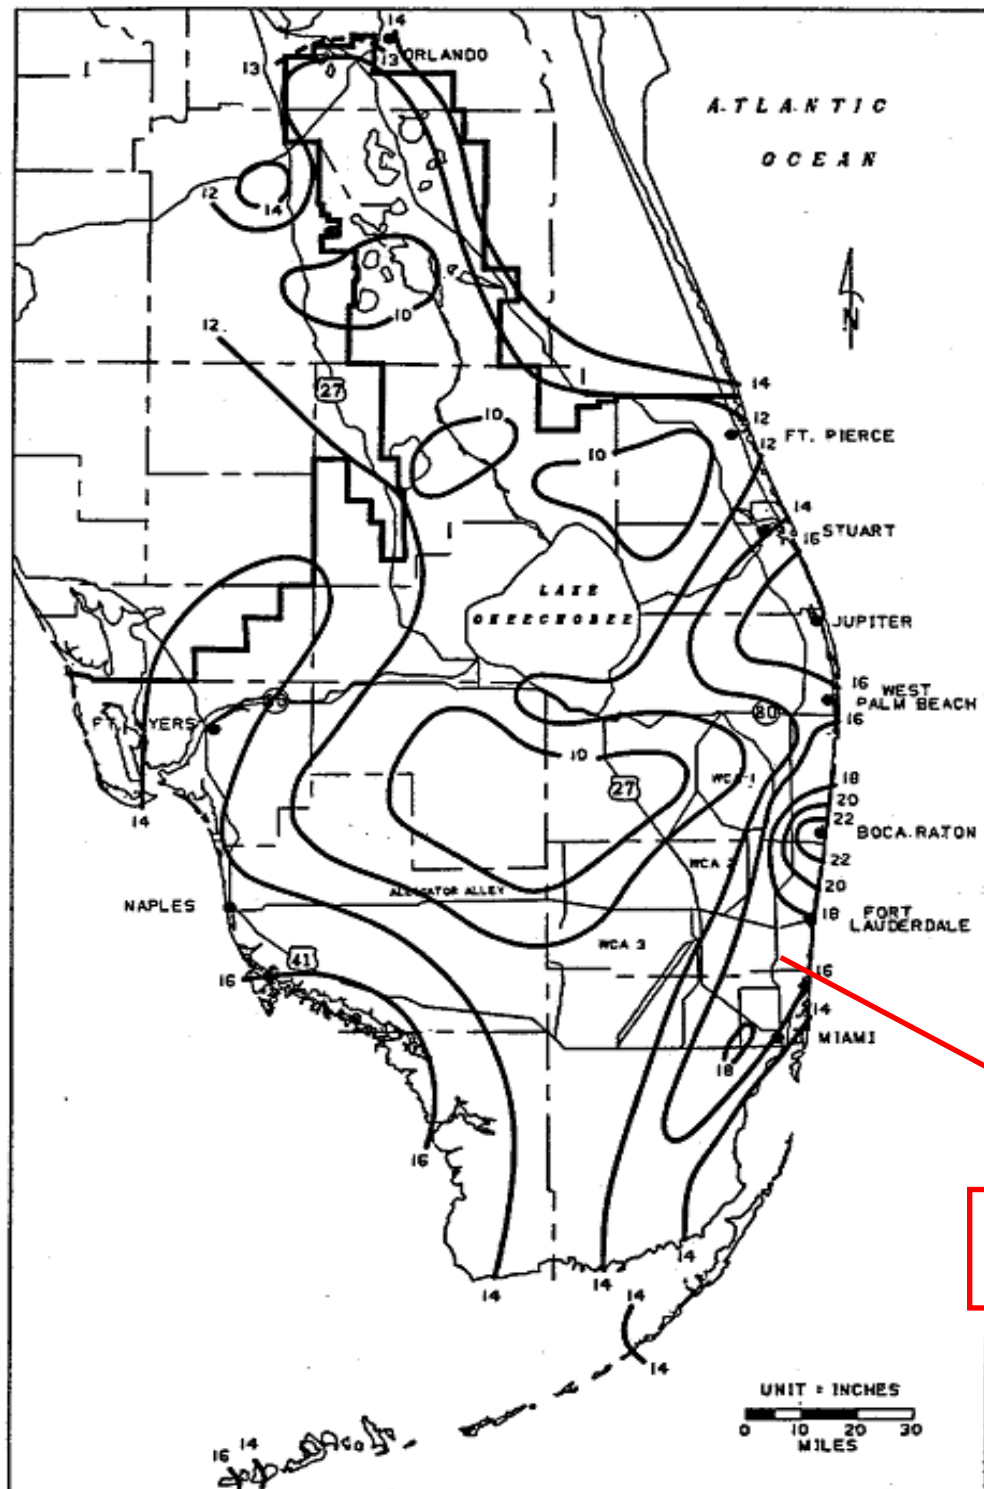 14
13
13
ORLANDO
ATLANTIC
OCEAN
12
14
N
10
12
27
14
10
12
FT. PIERCE
10
12
14
16
STUART
LAKE
OKEECHOBEE
JUPITER
16
WEST
PALM BEACH
80
16
10
27
WCA-1
18
20
22
BOCA RATON
14
WCA 2
22
ALLIGATOR ALLEY
20
NAPLES
18
FORT
LAUDERDALE
WCA 3
41
16
16
14
MIAMI
18
16
14
14
14
14
14
UNIT = INCHES
0 10 20 30
MILES
14
16